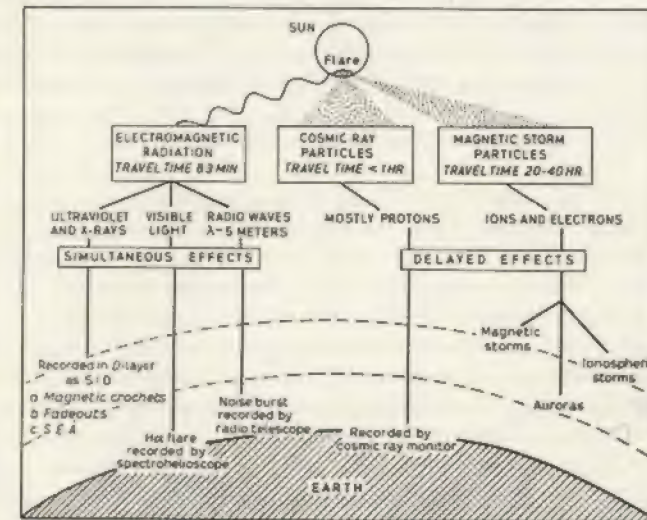 SUN
Flare
ELECTROMAGNETIC
RADIATION
TRAVEL TIME 8.3 MIN
COSMIC RAY
PARTICLES
TRAVEL TIME < 1HR
MAGNETIC STORM
PARTICLES
TRAVEL TIME 20-40 HR
ULTRAVIOLET
AND X-RAYS
VISIBLE
LIGHT
RADIO WAVES
λ~5 METERS
MOSTLY PROTONS
IONS AND ELECTRONS
SIMULTANEOUS EFFECTS
DELAYED EFFECTS
Magnetic
storms
Ionospheri
storms
Auroras
Recorded in D-layer
as S I D
a Magnetic crochets
b Fadeouts
c S.E.A.
Hα flare
recorded by
spectrohelioscope
Noise burst
recorded by
radio telescope
Recorded by
cosmic ray monitor
EARTH